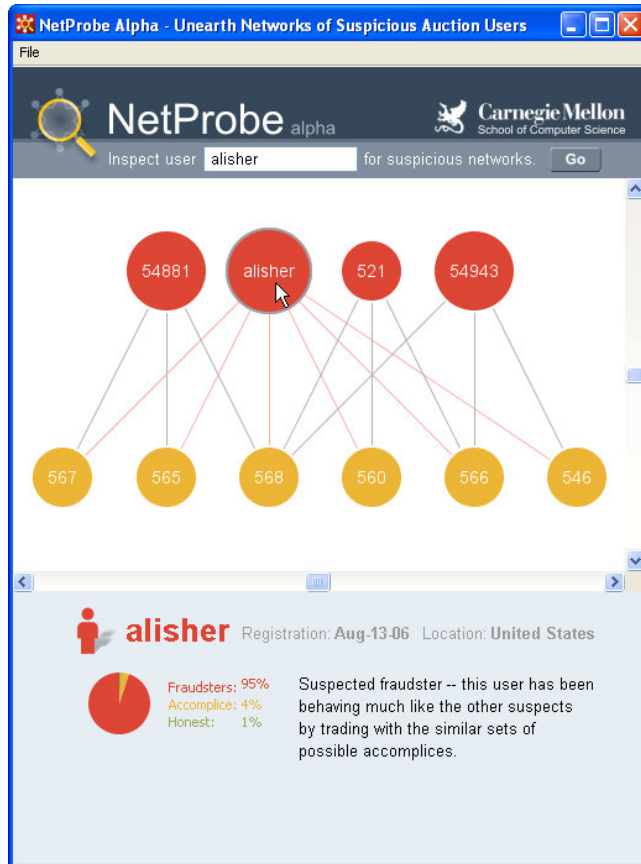 NetProbe Alpha - Unearth Networks of Suspicious Auction Users
File
NetProbe alpha
Carnegie Mellon
School of Computer Science
Inspect user alisher for suspicious networks. Go
54881 alisher 521 54943
567 565 568 560 566 546
alisher Registration: Aug-13-06 Location: United States
Fraudsters: 95%
Accomplice: 4%
Honest: 1%
Suspected fraudster -- this user has been
behaving much like the other suspects
by trading with the similar sets of
possible accomplices.